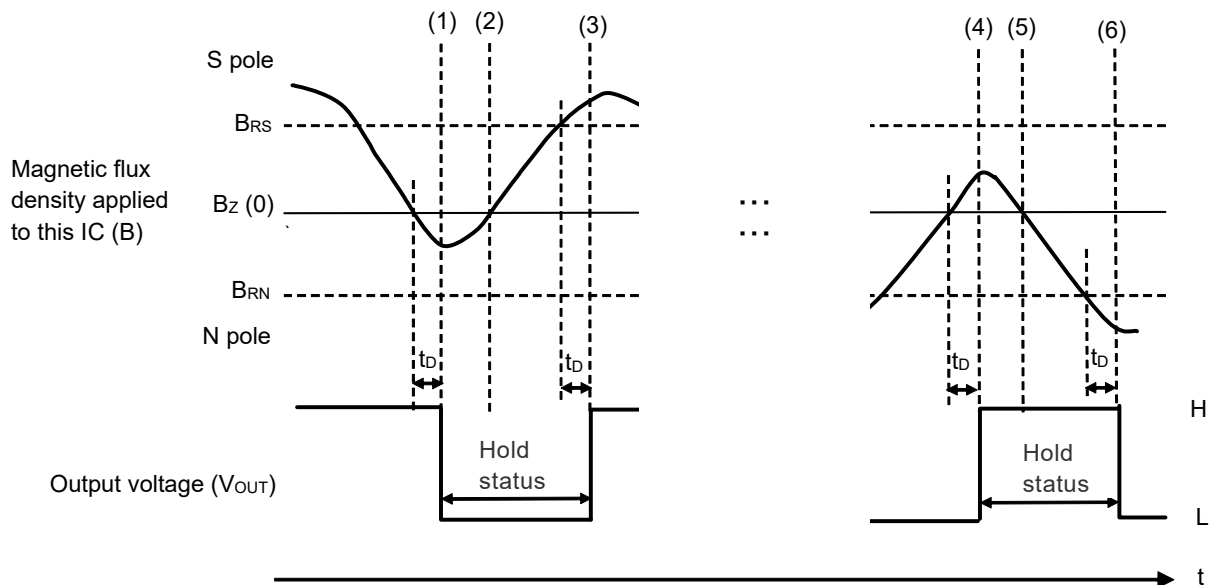 (1)
(2)
(3)
(4)
(5)
(6)
S pole
BRS
Magnetic flux
density applied
to this IC (B)
BZ (0)
...
...
BRN
N pole
tD
tD
tD
tD
H
Hold
status
Hold
status
Output voltage (VOUT)
L
t